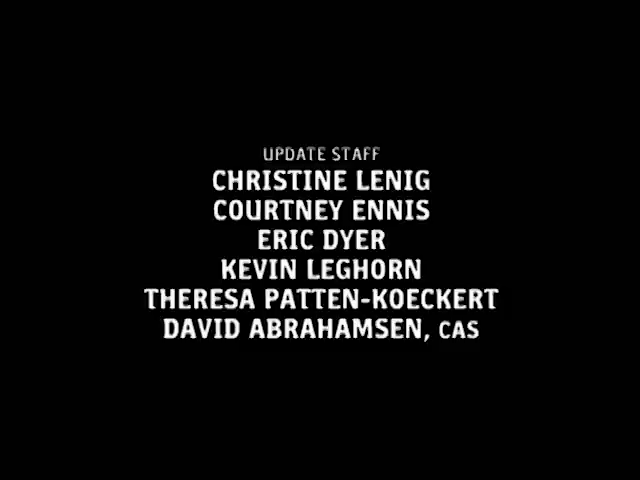 UPDATE STAFF
CHRISTINE LENIG
COURTNEY ENNIS
ERIC DYER
KEVIN LEGHORN
THERESA PATTEN-KOECKERT
DAVID ABRAHAMSEN, CAS